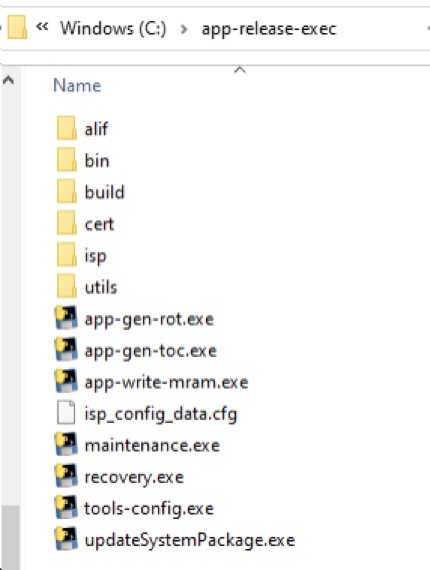 « Windows (C:) › app-release-exec
Name
alif
bin
build
cert
isp
utils
app-gen-rot.exe
app-gen-toc.exe
app-write-mram.exe
isp_config_data.cfg
maintenance.exe
recovery.exe
tools-config.exe
updateSystemPackage.exe